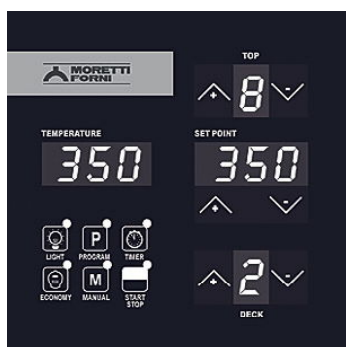 MORETTI
FORNI
TOP
+ 8 -
TEMPERATURE
SET POINT
350
350
+ -
P
LIGHT
PROGRAM
TIMER
M
ECONOMY
MANUAL
START
STOP
+ 2 -
DECK